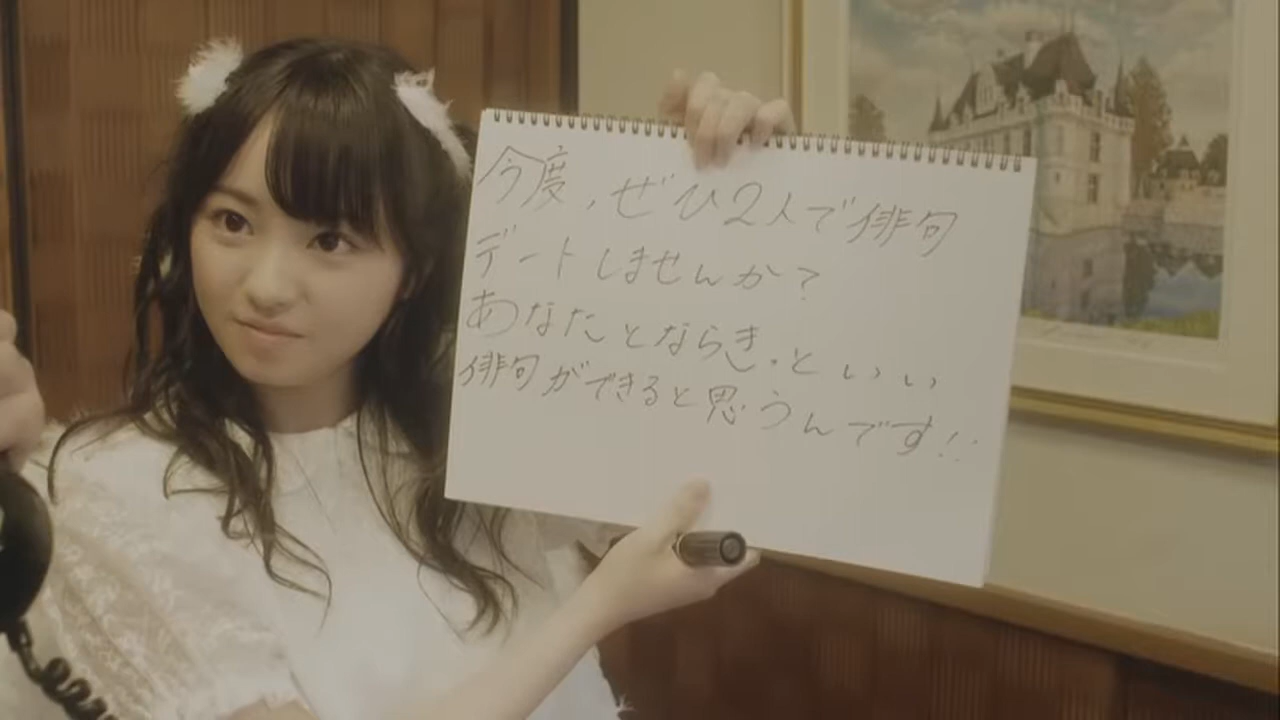 今度、ぜひ2人で俳句
デートしませんか?
あなたとならきっといい
俳句ができると思うんです!!